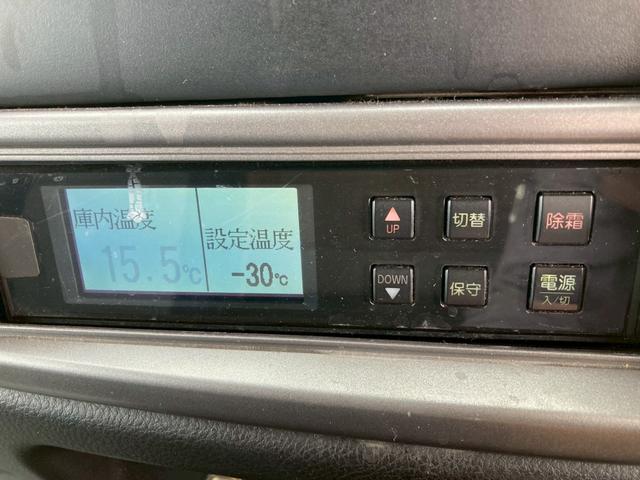 庫内温度
15.5℃
設定温度
-30℃
UP
切替
除霜
DOWN
保守
電源
入/切